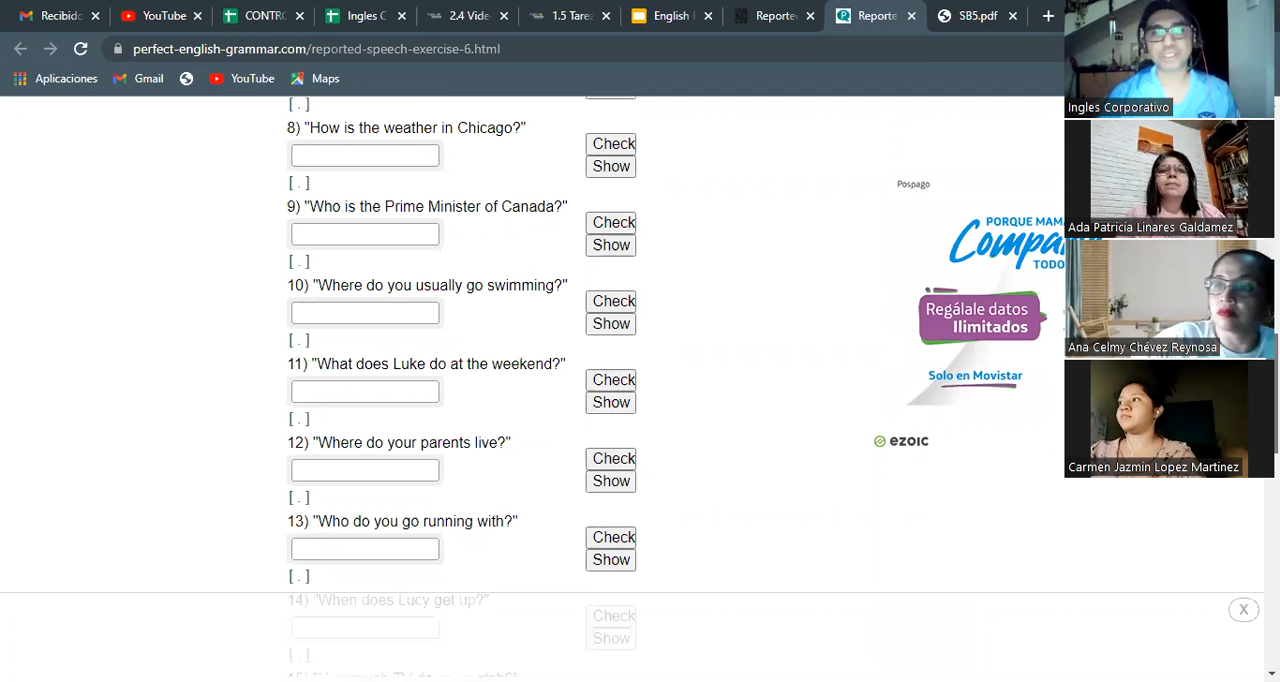 Recibido
YouTube
CONTRO
Ingles C
2.4 Vide
1.5 Tarea
English
Reporte
Reporte
SB5.pdf
perfect-english-grammar.com/reported-speech-exercise-6.html
Aplicaciones Gmail YouTube Maps
[ . ]
8) "How is the weather in Chicago?"
Check
Show
[ . ]
9) "Who is the Prime Minister of Canada?"
Check
Show
[ . ]
10) "Where do you usually go swimming?"
Check
Show
[ . ]
11) "What does Luke do at the weekend?"
Check
Show
[ . ]
12) "Where do your parents live?"
Check
Show
[ . ]
13) "Who do you go running with?"
Check
Show
[ . ]
14) "When does Lucy get up?"
Check
Show
[ . ]
Pospago
PORQUE MAM
Compa
TODO
Regálale datos
Ilimitados
Solo en Movistar
ezoic
X
Ingles Corporativo
Ada Patricia Linares Galdamez
Ana Celmy Chévez Reynosa
Carmen Jazmin Lopez Martinez